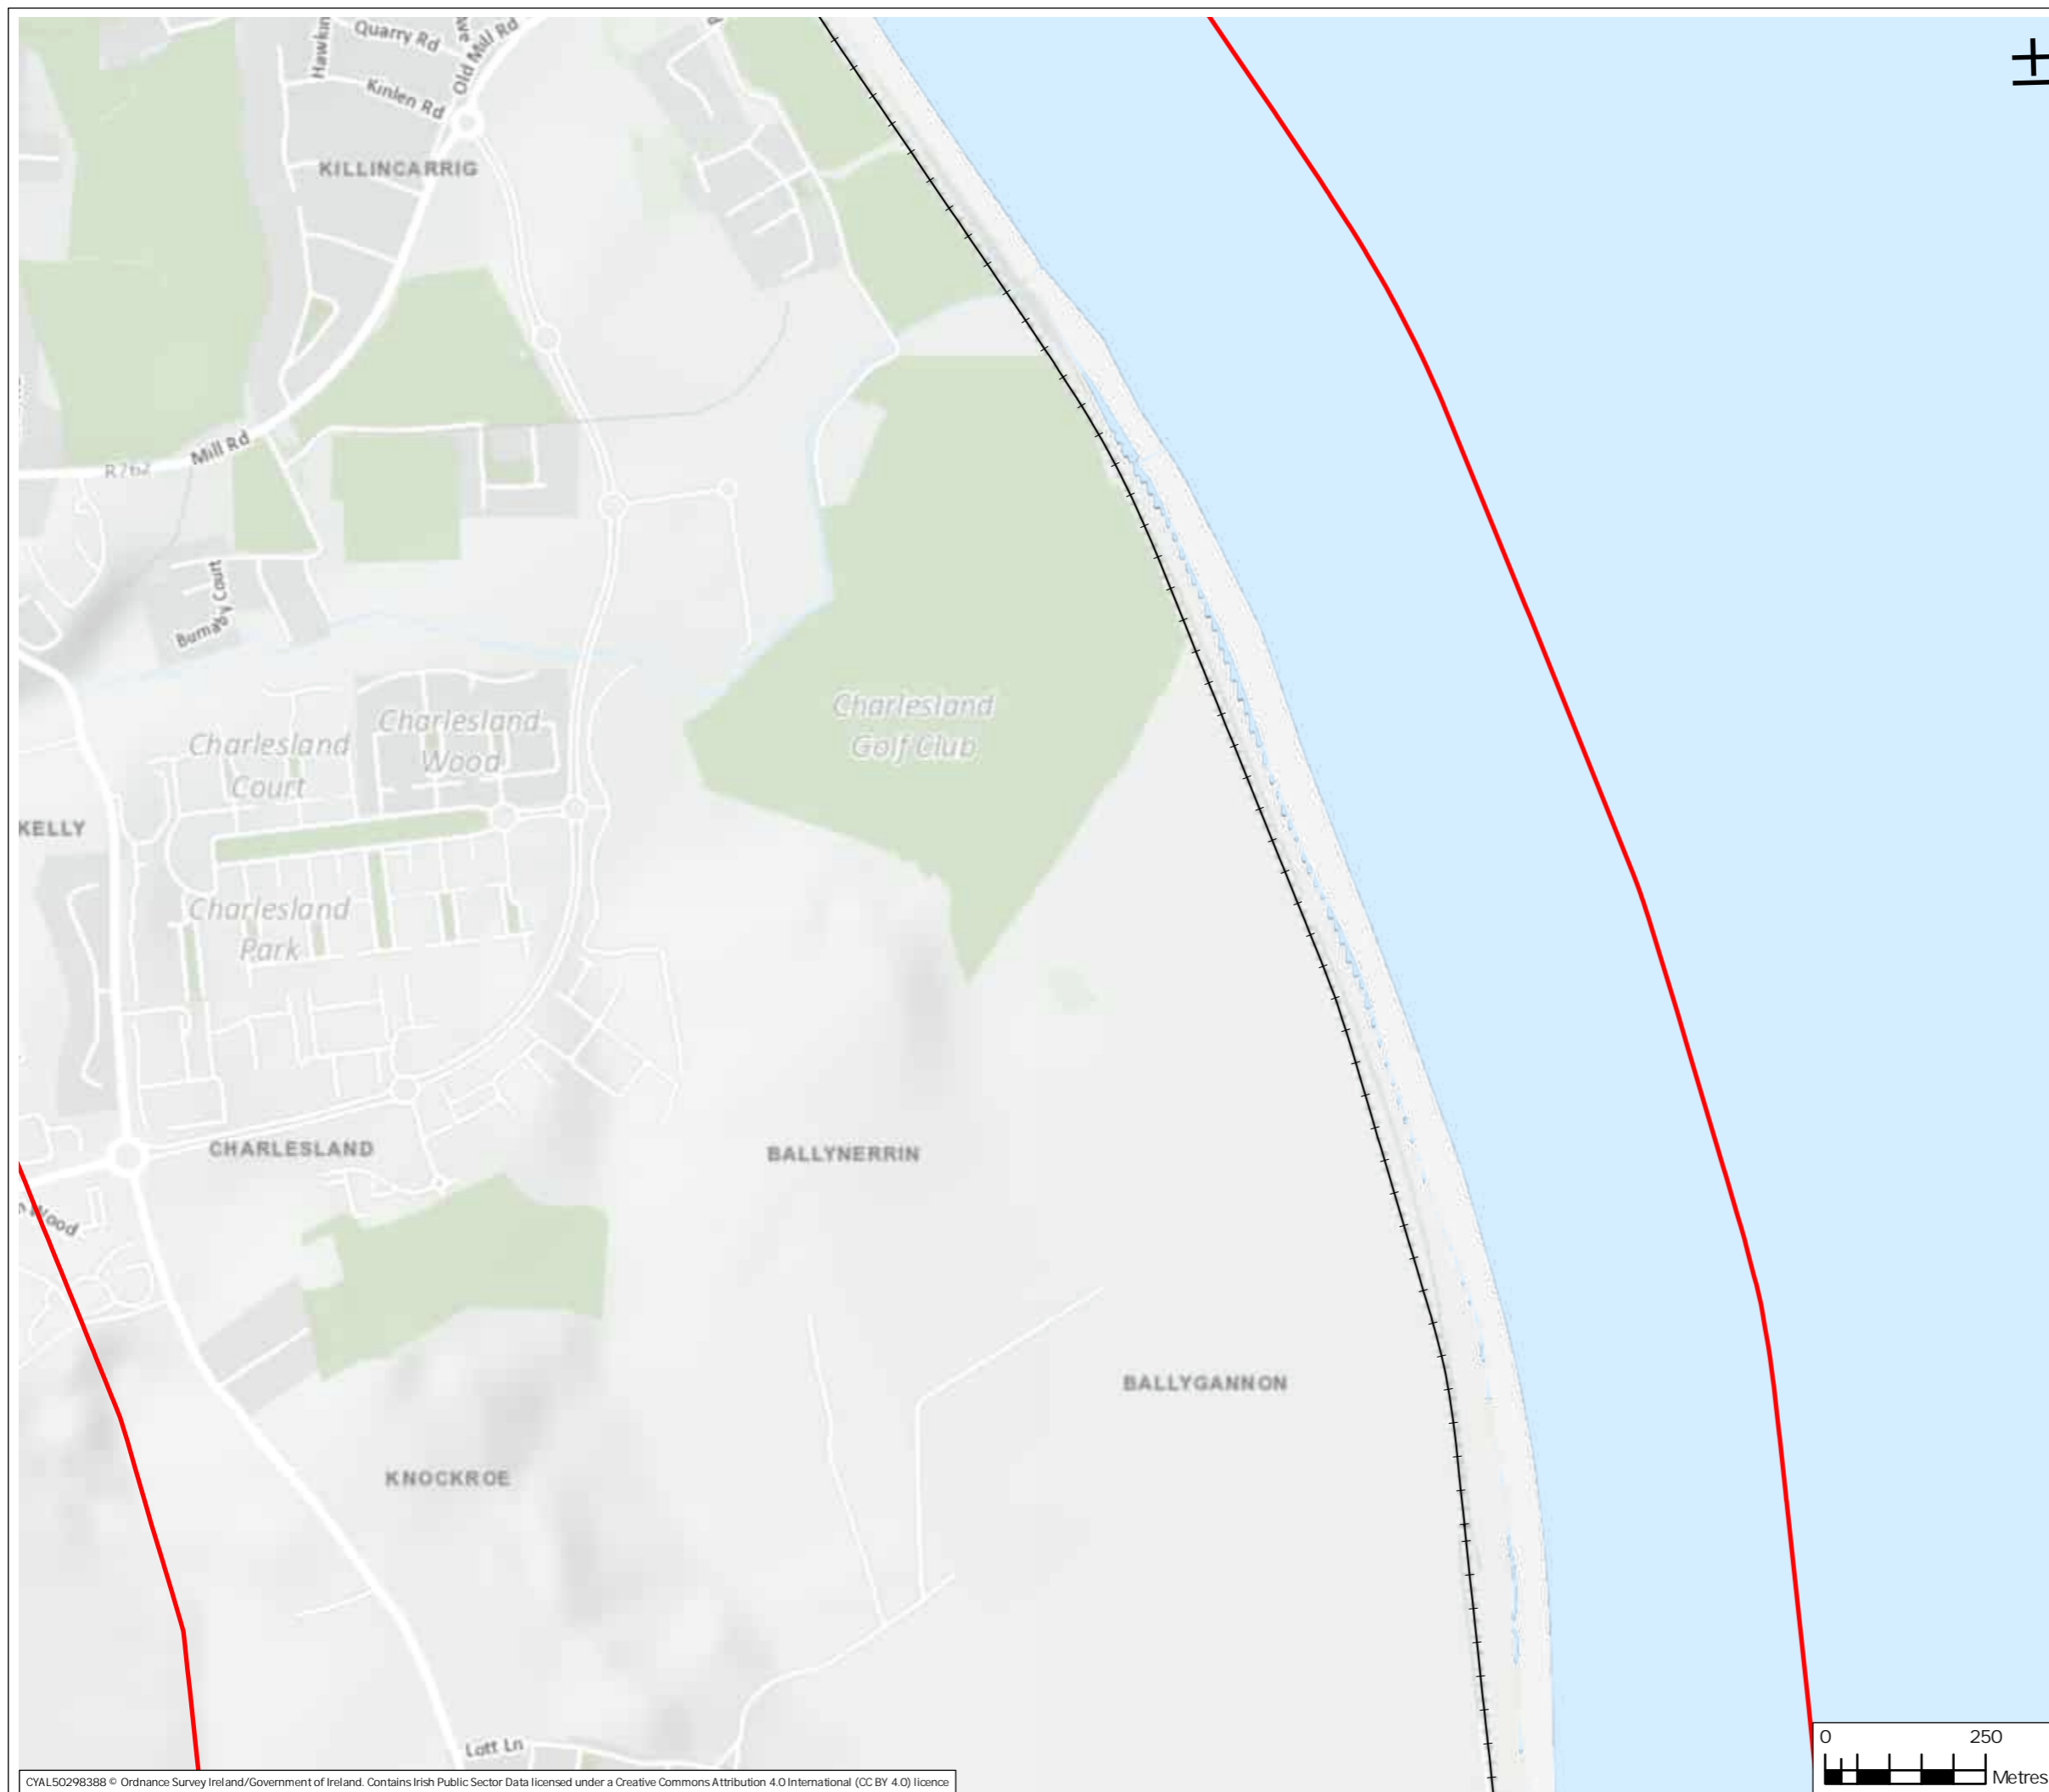 Quarry Rd
Old Mill Rd
Kinlen Rd
KILLINCARRIG
Mill Rd
R762
Burnaby Court
Charlesland
Golf Club
Charlesland
Wood
Charlesland
Court
KELLY
Charlesland
Park
CHARLESLAND
BALLYNERRIN
Wood
BALLYGANNON
KNOCKROE
Lott Ln
0 250
Metres
CYAL50298388 © Ordnance Survey Ireland/Government of Ireland. Contains Irish Public Sector Data licensed under a Creative Commons Attribution 4.0 International (CC BY 4.0) licence